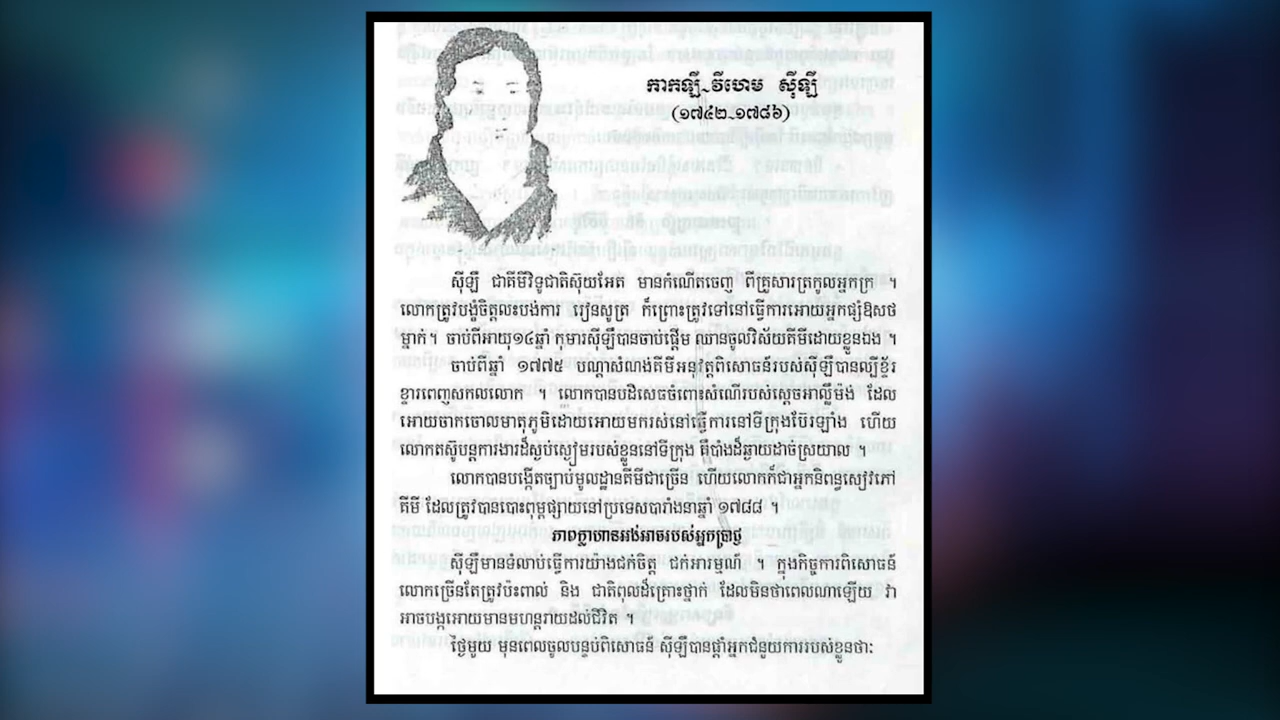 កាកឡឺ-វីហេម ស៊ីឡឺ
(១៧៤២-១៧៨៦)
ស៊ីឡឺ ជាគីមីវិទូជាតិស៊ុយអែត មានកំណើតចេញ ពីគ្រួសារត្រកូលអ្នកក្រ ។
លោកត្រូវបង្ខំចិត្តលះបង់ការ រៀនសូត្រ ក៏ព្រោះត្រូវទៅនៅធ្វើការអោយអ្នកផ្សំឱសថ
ម្នាក់។ ចាប់ពីអាយុ១៤ឆ្នាំ កុមារស៊ីឡឺបានចាប់ផ្ដើម ឈានចូលវិស័យគីមីដោយខ្លួនឯង ។
ចាប់ពីឆ្នាំ ១៧៧៥ បណ្ដាសំណង់គីមីអនុវត្តពិសោធន៍របស់ស៊ីឡឺបានល្បីខ្ទ័រ
ខ្ទារពេញសកលលោក ។ លោកបានបដិសេធចំពោះសំណើរបស់ស្ដេចអាល្លឺម៉ង់ ដែល
អោយចាកចោលមាតុភូមិដោយអោយមករស់នៅធ្វើការនៅទីក្រុងប៊ែរឡាំង ហើយ
លោកតស៊ូបន្តការងារដ៏ស្ងប់ស្ងៀមរបស់ខ្លួននៅទីក្រុង គឺបាំងដ៏ឆ្ងាយដាច់ស្រយាល ។
លោកបានបង្កើតច្បាប់មូលដ្ឋានគីមីជាច្រើន ហើយលោកក៏ជាអ្នកនិពន្ធសៀវភៅ
គីមី ដែលត្រូវបានបោះពុម្ពផ្សាយនៅប្រទេសបារាំងនាឆ្នាំ ១៧៨៨ ។
ភាពក្លាហានអង់អាចរបស់អ្នកប្រាជ្ញ
ស៊ីឡឺមានទំលាប់ធ្វើការយ៉ាងជក់ចិត្ត ជក់អារម្មណ៍ ។ ក្នុងកិច្ចការពិសោធន៍
លោកច្រើនតែត្រូវប៉ះពាល់ និង ជាតិពុលដ៏គ្រោះថ្នាក់ ដែលមិនថាពេលណាឡើយ វា
អាចបង្កអោយមានមហន្តរាយដល់ជីវិត ។
ថ្ងៃមួយ មុនពេលចូលបន្ទប់ពិសោធន៍ ស៊ីឡឺបានផ្ដាំអ្នកជំនួយការរបស់ខ្លួនថាៈ